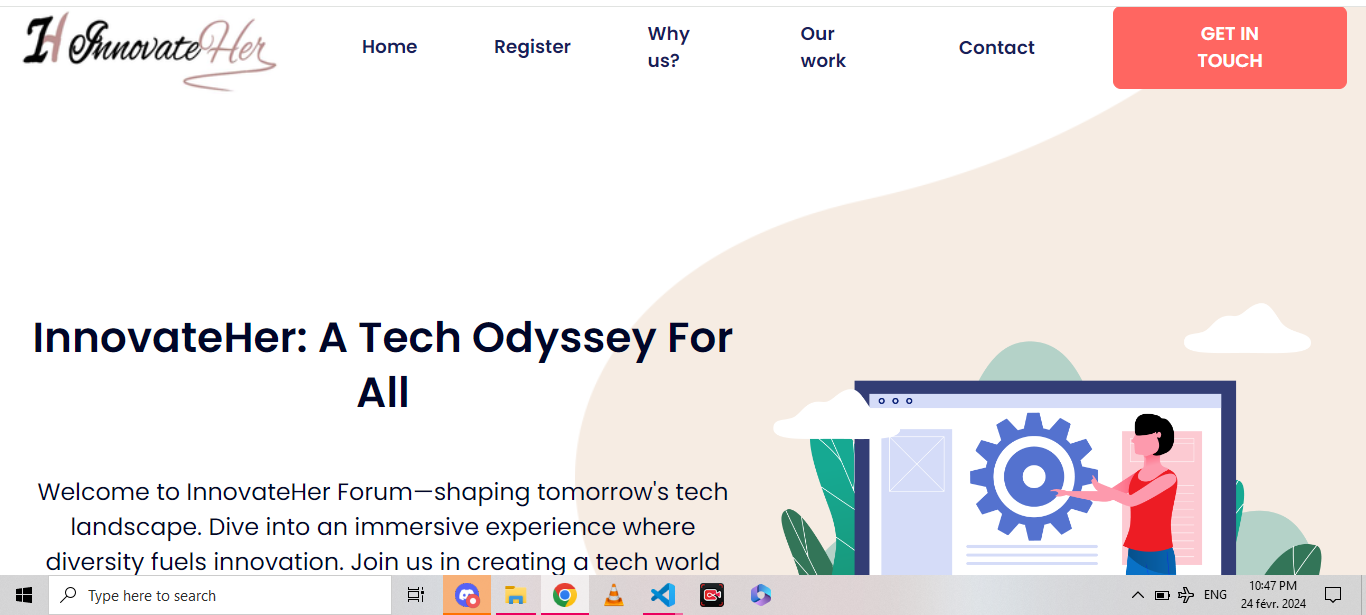 IH InnovateHer
Home
Register
Why
us?
Our
work
Contact
GET IN
TOUCH
InnovateHer: A Tech Odyssey For
All
Welcome to InnovateHer Forum—shaping tomorrow's tech
landscape. Dive into an immersive experience where
diversity fuels innovation. Join us in creating a tech world
Type here to search
ENG
10:47 PM
24 févr. 2024